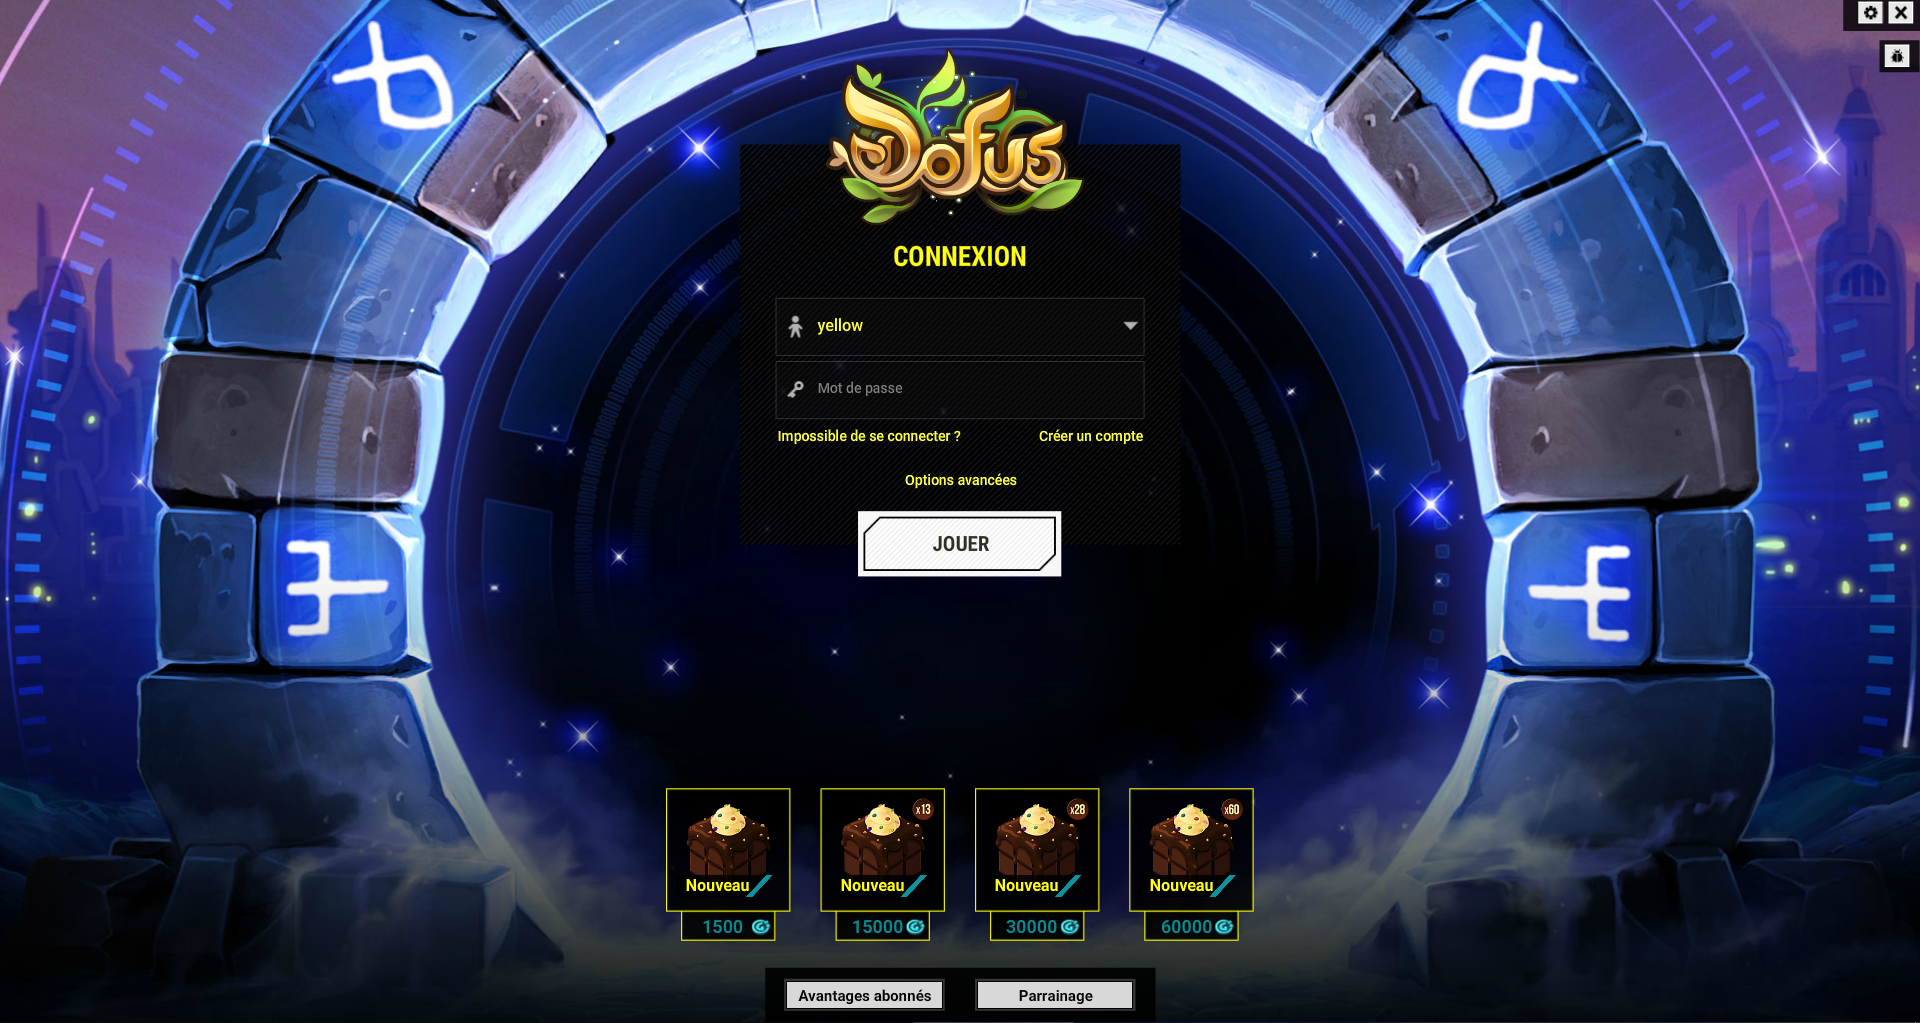 Dofus
CONNEXION
yellow
Mot de passe
Impossible de se connecter ?
Créer un compte
Options avancées
JOUER
Nouveau
1500
x13
Nouveau
15000
x28
Nouveau
30000
x60
Nouveau
60000
Avantages abonnés
Parrainage